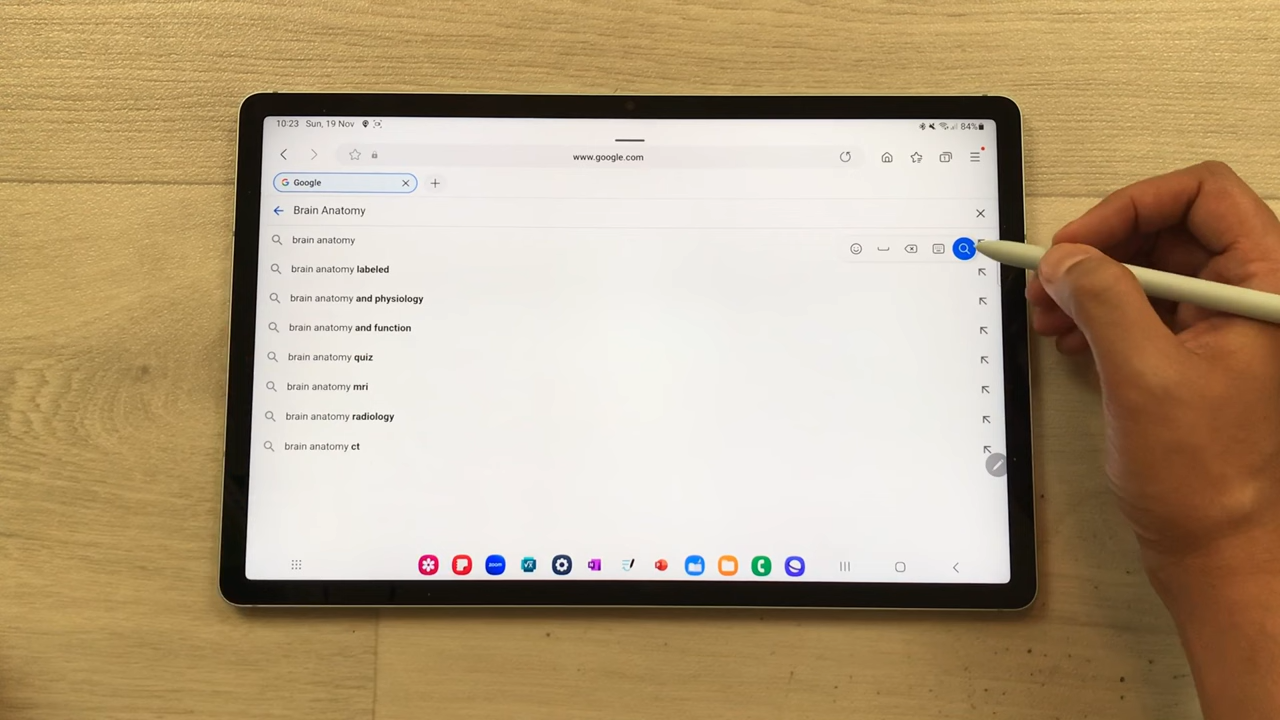 10:23 Sun, 19 Nov 84%
www.google.com
G Google
Brain Anatomy
brain anatomy
brain anatomy labeled
brain anatomy and physiology
brain anatomy and function
brain anatomy quiz
brain anatomy mri
brain anatomy radiology
brain anatomy ct
zoom